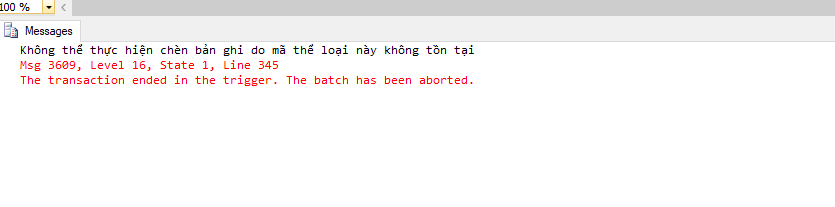 100 %
Messages
Không thể thực hiện chèn bản ghi do mã thể loại này không tồn tại
Msg 3609, Level 16, State 1, Line 345
The transaction ended in the trigger. The batch has been aborted.